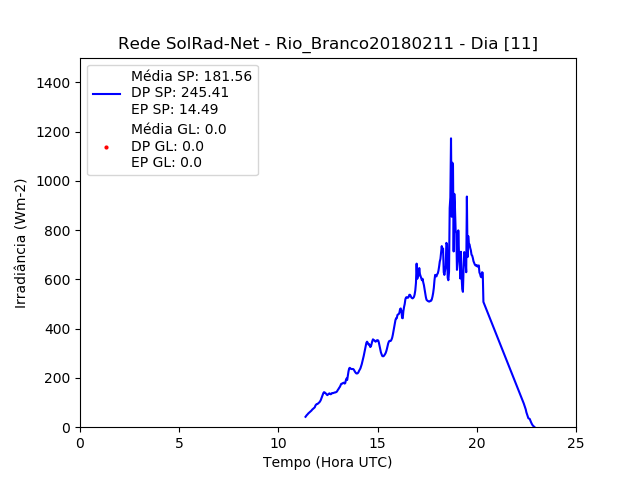 Rede SolRad-Net - Rio_Branco20180211 - Dia [11]
Média SP: 181.56
DP SP: 245.41
EP SP: 14.49
Média GL: 0.0
DP GL: 0.0
EP GL: 0.0
Irradiância (Wm-2)
1400
1200
1000
800
600
400
200
0
0 5 10 15 20 25
Tempo (Hora UTC)